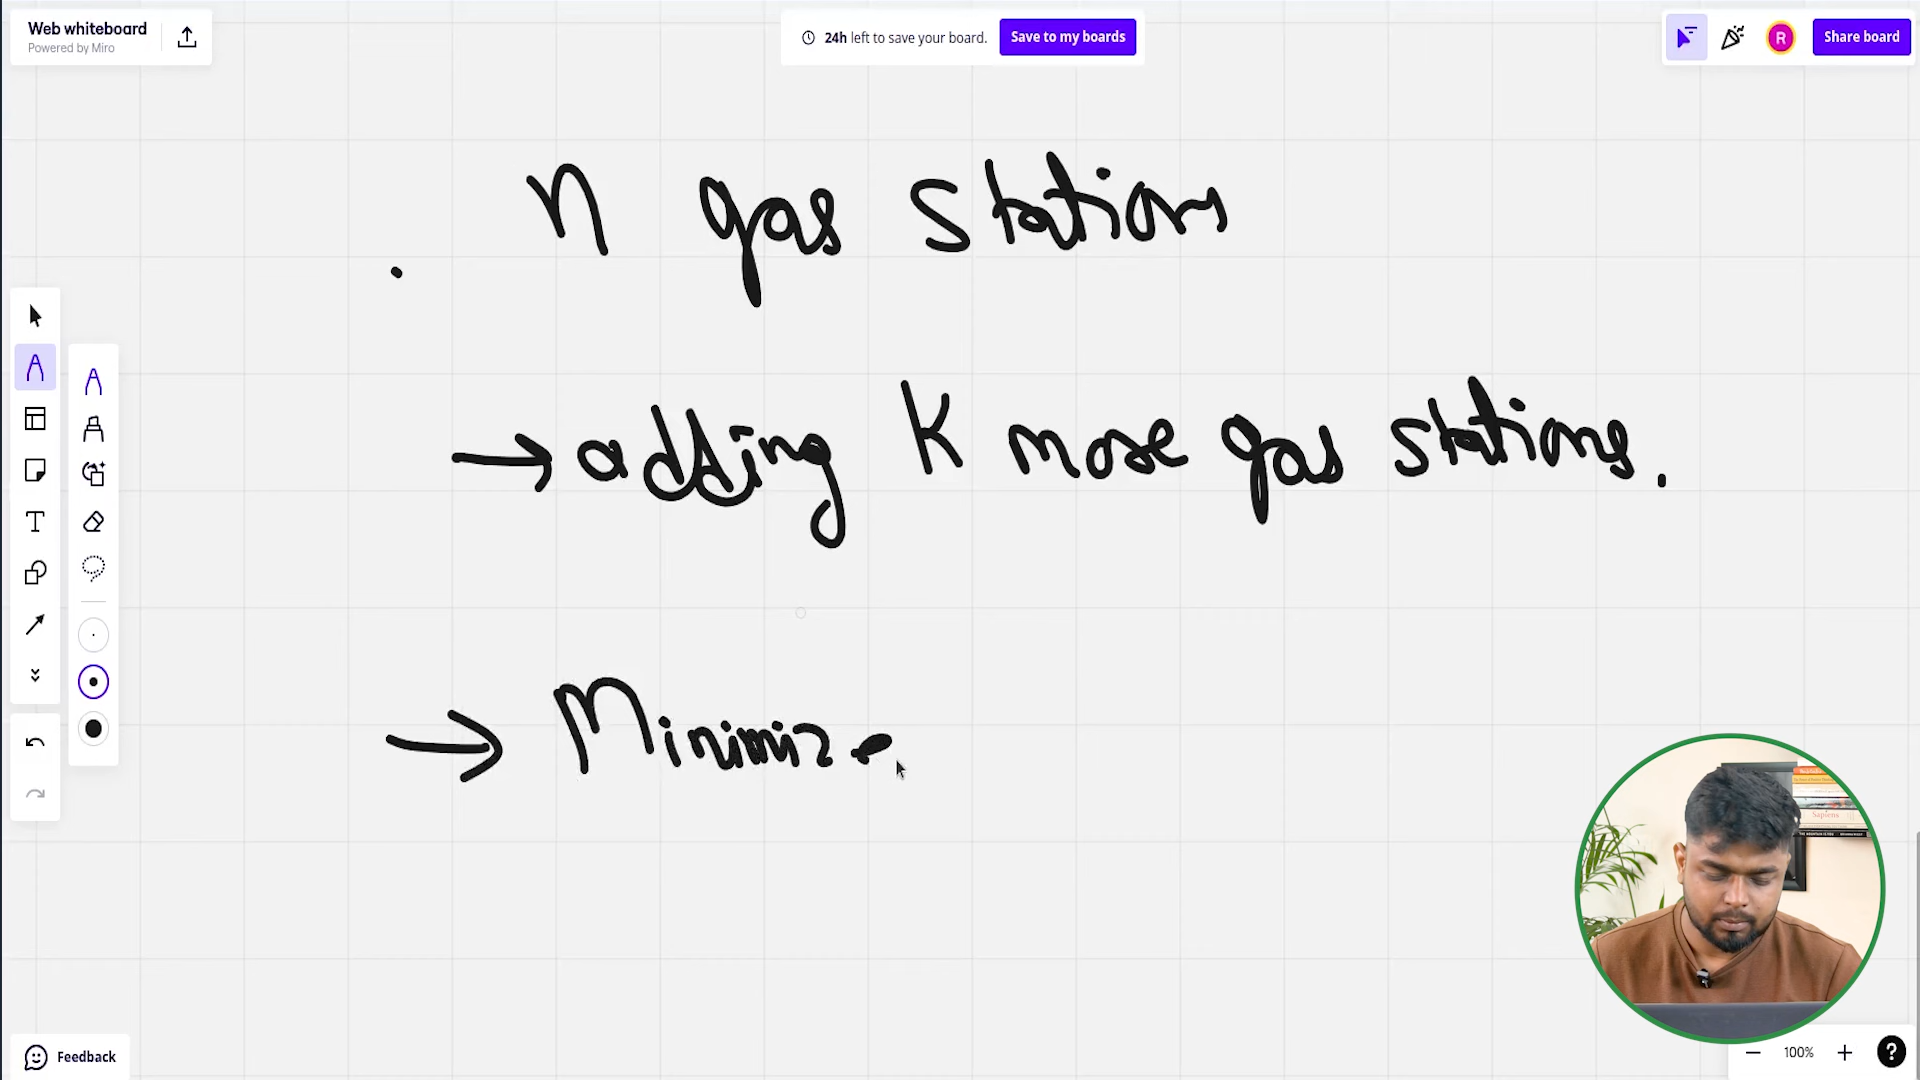 Web whiteboard
Powered by Miro
24h left to save your board.
Save to my boards
R
Share board
n gas stations
→ adding K more gas stations.
→ Minimize
T
Sapiens
Feedback
− 100% +
?